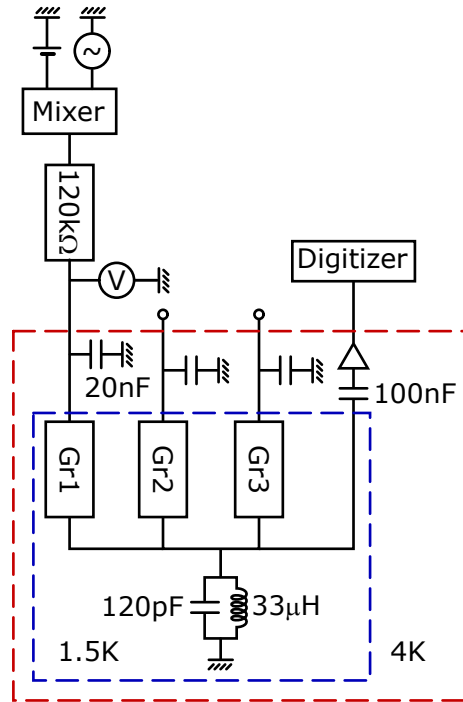 ~
Mixer
120kΩ
V
Digitizer
20nF
100nF
Gr1
Gr2
Gr3
120pF
33μH
1.5K
4K